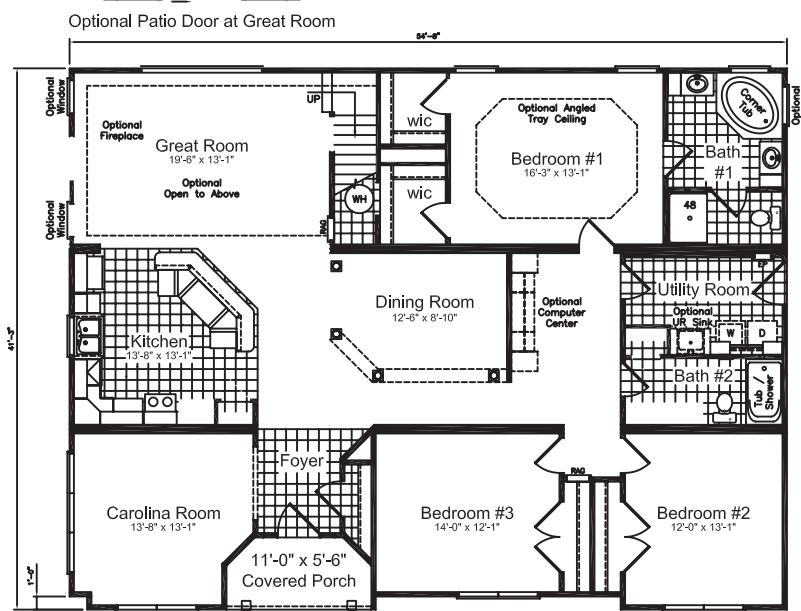 Optional Patio Door at Great Room
54'-8"
Optional
Window
Optional
Fireplace
Great Room
19'-6" x 13'-1"
Optional
Open to Above
UP
WH
RAG
wic
wic
Optional Angled
Tray Ceiling
Bedroom #1
16'-3" x 13'-1"
Corner
Tub
Optional
Bath
#1
48
Optional
Window
41'-3"
Kitchen
13'-8" x 13'-1"
Dining Room
12'-6" x 8'-10"
Optional
Computer
Center
EP
Utility Room
Optional
UR Sink
W
D
Bath #2
Tub /
Shower
Foyer
Carolina Room
13'-8" x 13'-1"
11'-0" x 5'-6"
Covered Porch
Bedroom #3
14'-0" x 12'-1"
RAG
Bedroom #2
12'-0" x 13'-1"
1'-0"